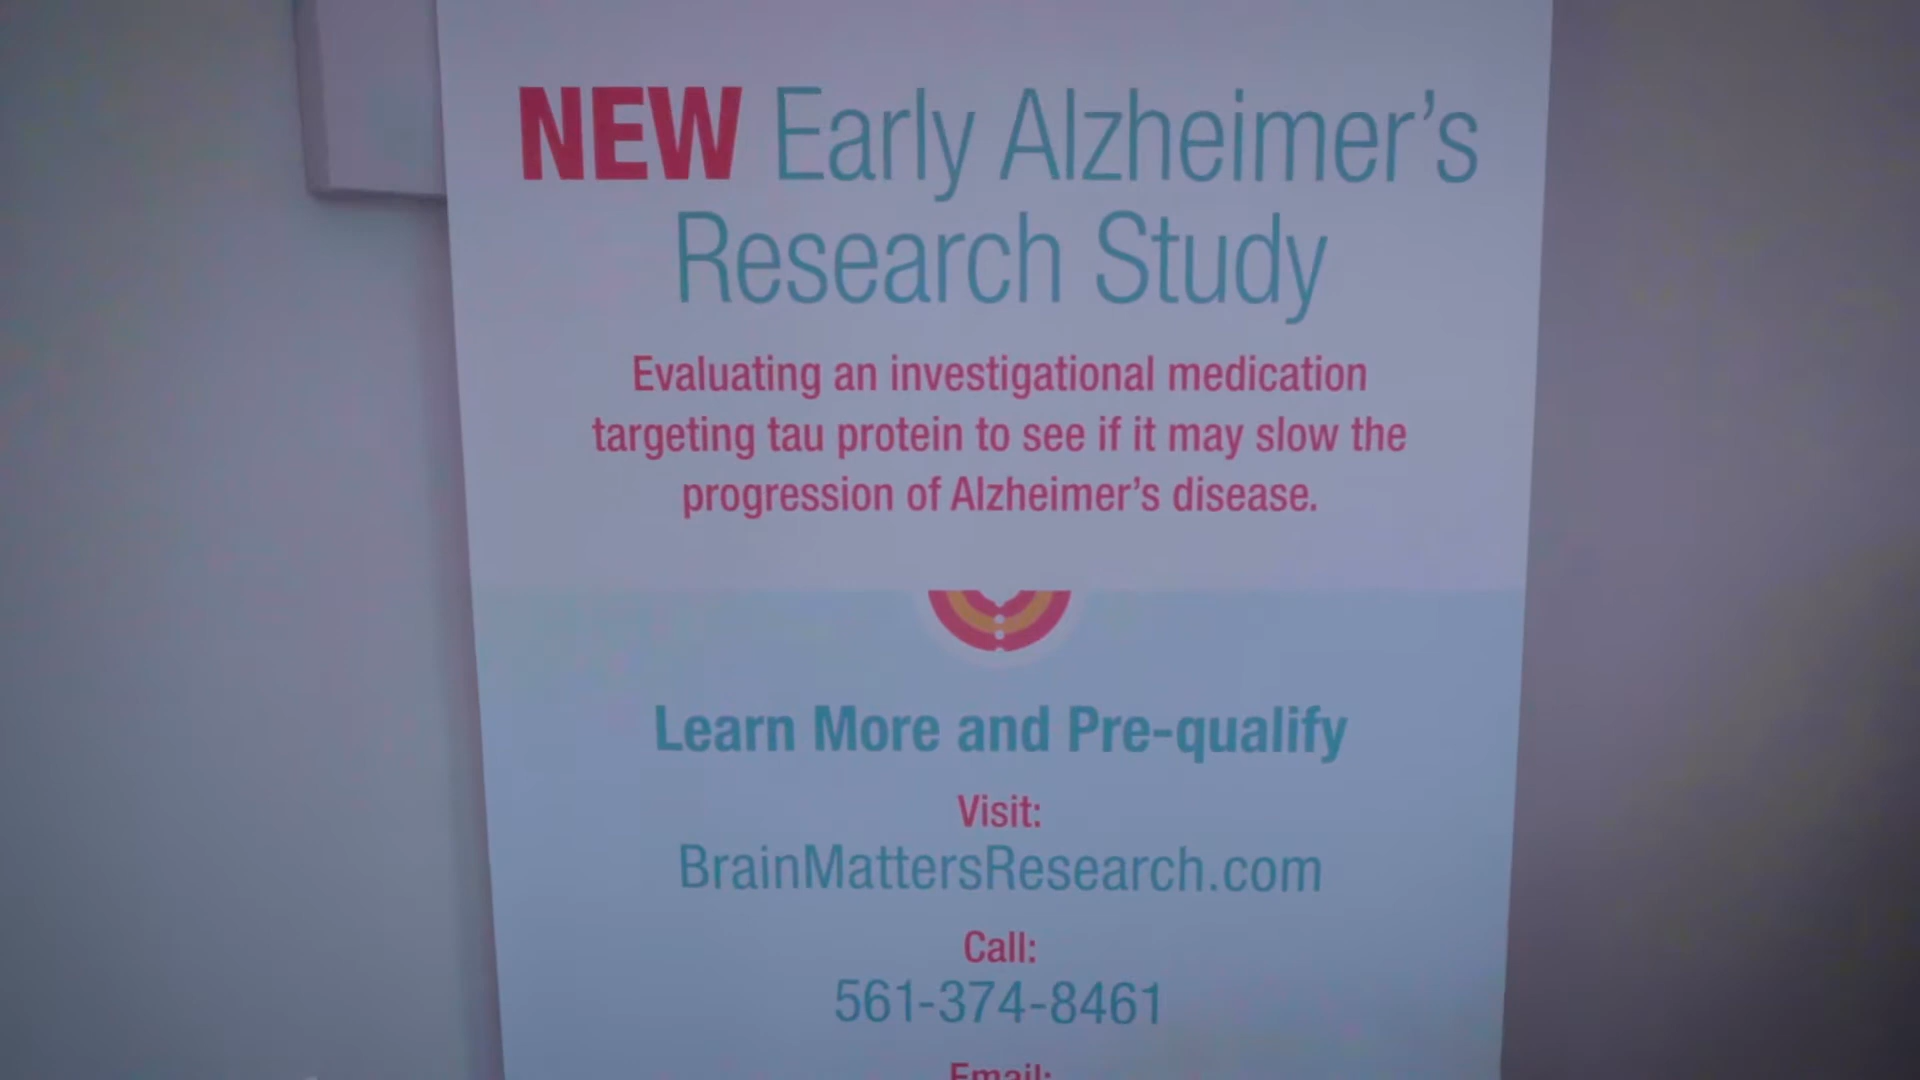 NEW Early Alzheimer's
Research Study
Evaluating an investigational medication
targeting tau protein to see if it may slow the
progression of Alzheimer's disease.
Learn More and Pre-qualify
Visit:
BrainMattersResearch.com
Call:
561-374-8461
Email: